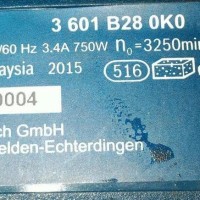 3 601 B28 0K0
/60 Hz 3.4A 750W n₀=3250min
aysia 2015 516
0004
ch GmbH
elden-Echterdingen